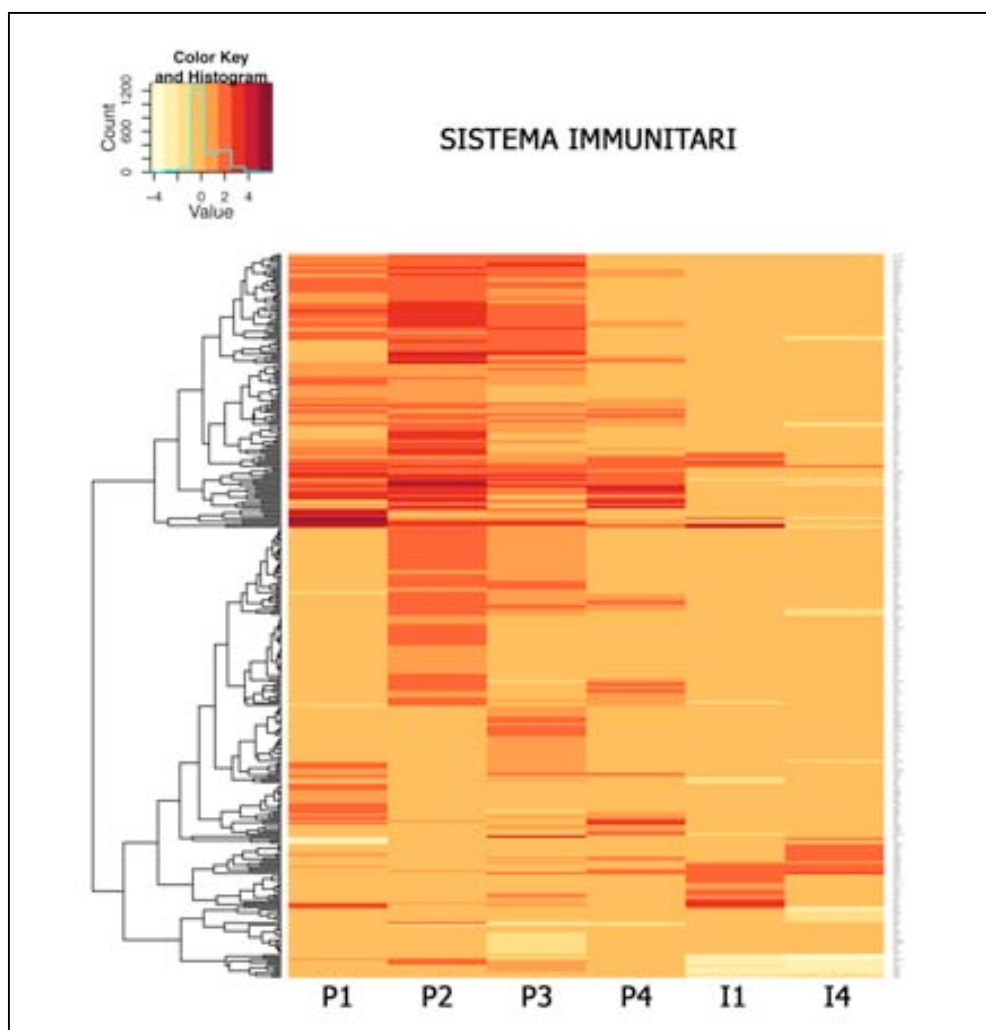 Color Key
and Histogram
Count
0 600 1200
-4 0 2 4
Value
SISTEMA IMMUNITARI
P1 P2 P3 P4 I1 I4